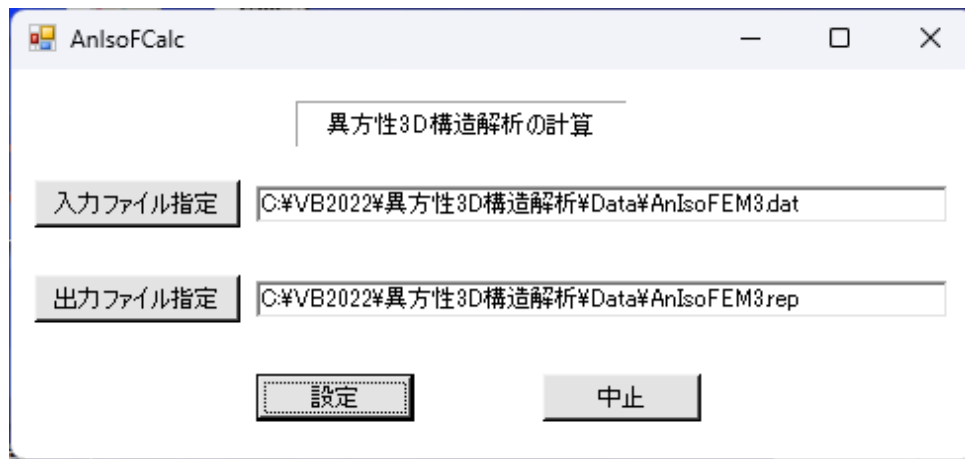 AnIsoFCalc
異方性3D構造解析の計算
入力ファイル指定 C:¥VB2022¥異方性3D構造解析¥Data¥AnIsoFEM3.dat
出力ファイル指定 C:¥VB2022¥異方性3D構造解析¥Data¥AnIsoFEM3.rep
設定 中止